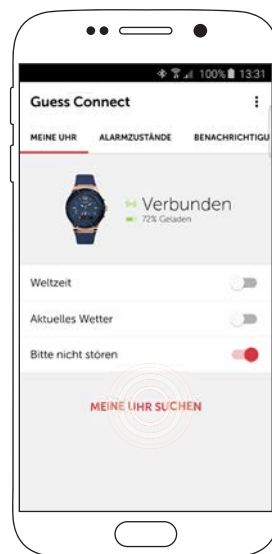 100% 13:31
Guess Connect
MEINE UHR ALARMZUSTÄNDE BENACHRICHTIGU
Verbunden
72% Geladen
Weltzeit
Aktuelles Wetter
Bitte nicht stören
MEINE UHR SUCHEN